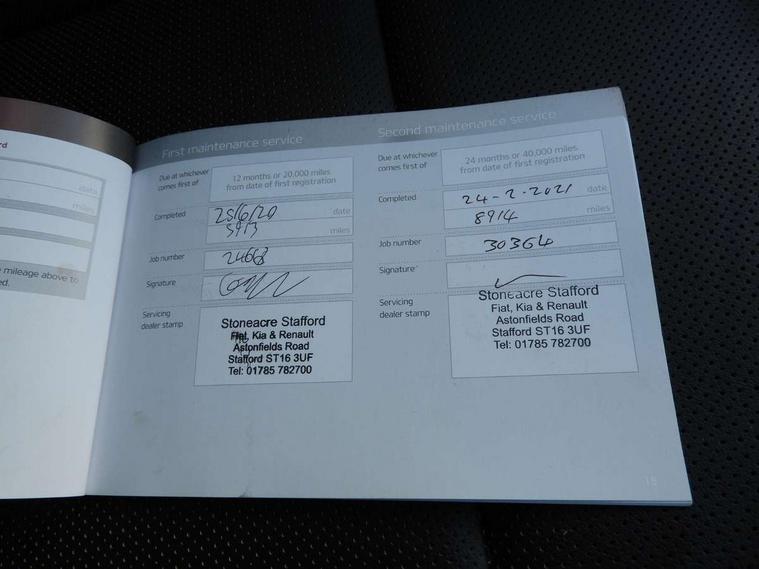 rd
date
miles
e mileage above to
ed.
First maintenance service
Due at whichever
comes first of
12 months or 20,000 miles
from date of first registration
Completed
25/6/20 date
5913 miles
Job number
24668
Signature
Servicing
dealer stamp
Stoneacre Stafford
Fiat, Kia & Renault
Astonfields Road
Stafford ST16 3UF
Tel: 01785 782700
Second maintenance service
Due at whichever
comes first of
24 months or 40,000 miles
from date of first registration
Completed
24-2-2021 date
8914 miles
Job number
30364
Signature
Servicing
dealer stamp
Stoneacre Stafford
Fiat, Kia & Renault
Astonfields Road
Stafford ST16 3UF
Tel: 01785 782700